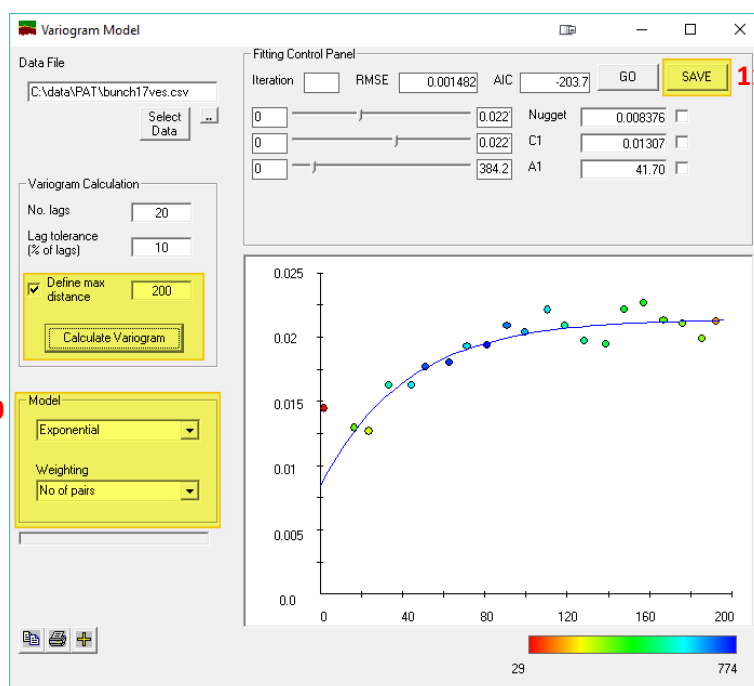 Variogram Model
Data File
C:\data\PAT\bunch17ves.csv
Select
Data
..
Variogram Calculation
No. lags 20
Lag tolerance
(% of lags) 10
Define max
distance 200
Calculate Variogram
Model
Exponential
Weighting
No of pairs
Fitting Control Panel
Iteration RMSE 0.001482 AIC -203.7 GO SAVE
0 0.022 Nugget 0.008376
0 0.022 C1 0.01307
0 384.2 A1 41.70
0.025
0.02
0.015
0.01
0.005
0.0
0 40 80 120 160 200
29 774